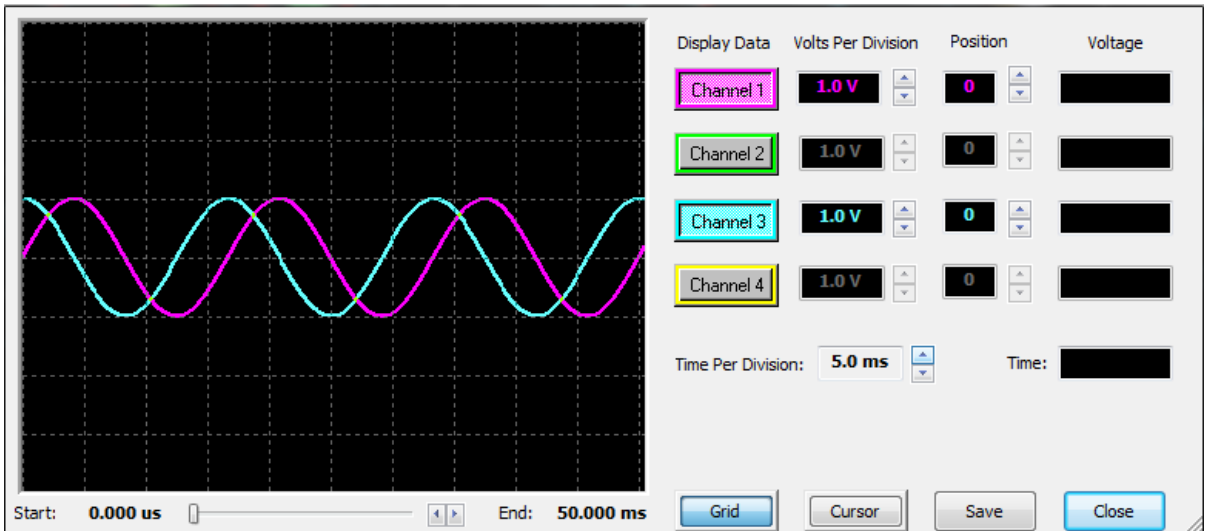 Display Data Volts Per Division Position Voltage
Channel 1 1.0 V 0
Channel 2 1.0 V 0
Channel 3 1.0 V 0
Channel 4 1.0 V 0
Time Per Division: 5.0 ms Time:
Start: 0.000 us End: 50.000 ms Grid Cursor Save Close